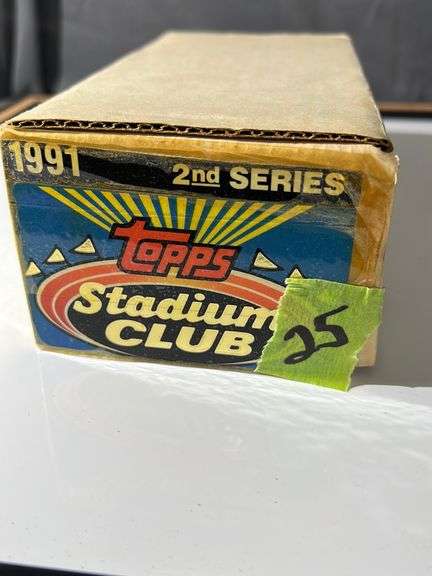 1991 2nd SERIES
TOPPS
Stadium
CLUB
25